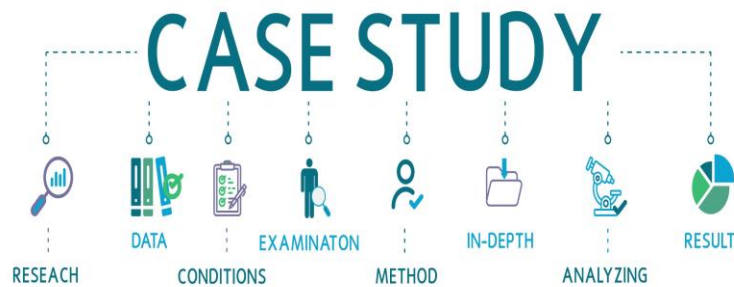 CASE STUDY
DATA
EXAMINATON
IN-DEPTH
RESULT
RESEACH
CONDITIONS
METHOD
ANALYZING